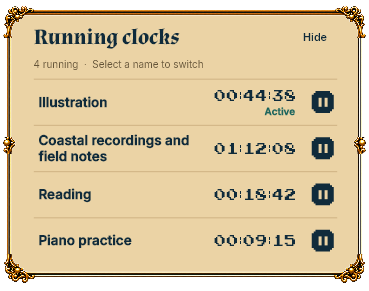 Running clocks
Hide
4 running · Select a name to switch
Illustration
00:44:38
Active
Coastal recordings and
field notes
01:12:08
Reading
00:18:42
Piano practice
00:09:15